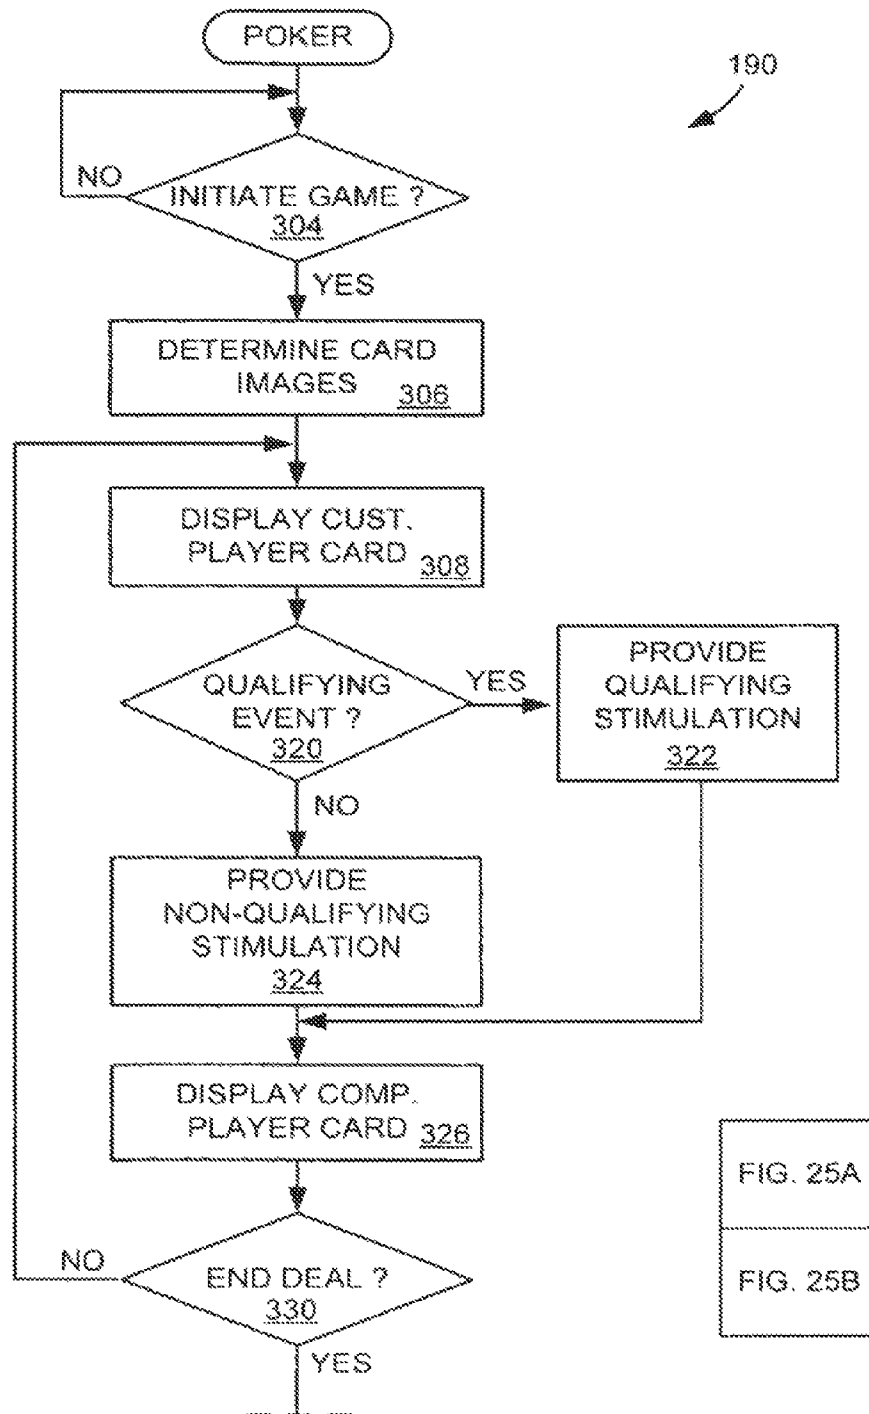 POKER
190
NO
INITIATE GAME ?
304
YES
DETERMINE CARD
IMAGES
306
DISPLAY CUST.
PLAYER CARD
308
QUALIFYING
EVENT ?
320
YES
PROVIDE
QUALIFYING
STIMULATION
322
NO
PROVIDE
NON-QUALIFYING
STIMULATION
324
DISPLAY COMP.
PLAYER CARD
326
NO
END DEAL ?
330
YES
FIG. 25A
FIG. 25B